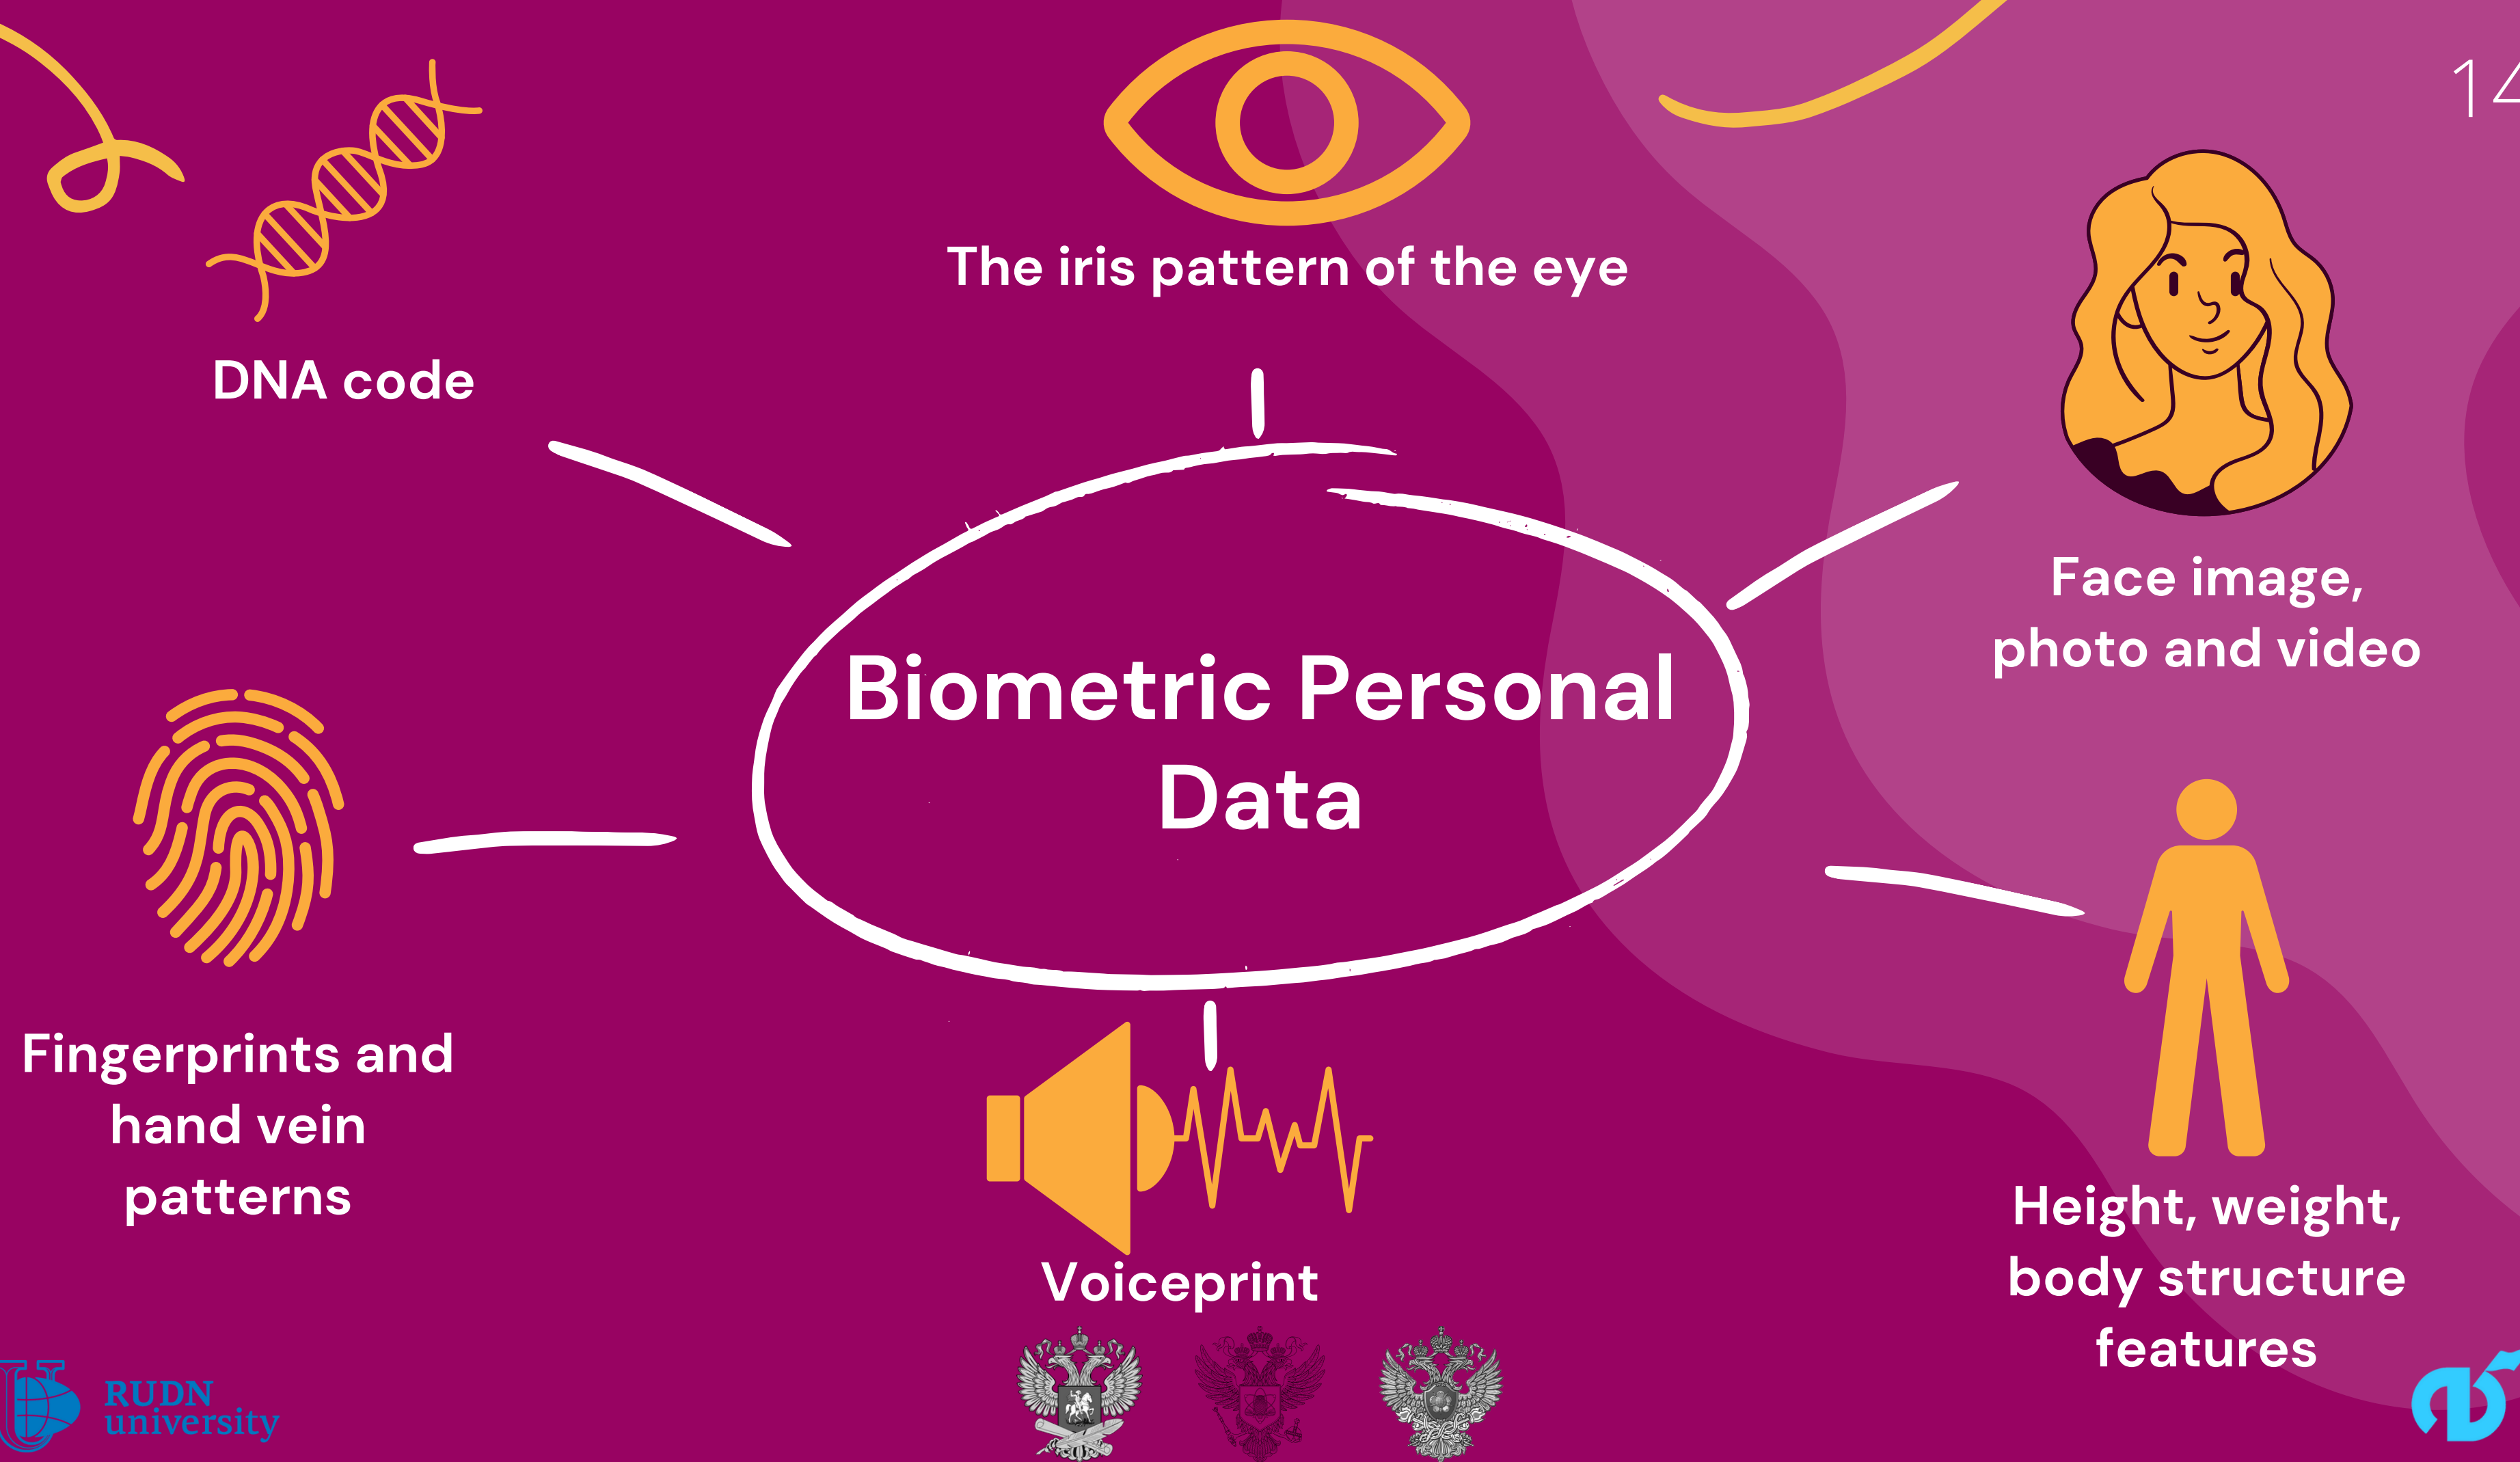 14
The iris pattern of the eye
DNA code
Face image,
photo and video
Biometric Personal
Data
Fingerprints and
hand vein
patterns
Voiceprint
Height, weight,
body structure
features
RUDN
university